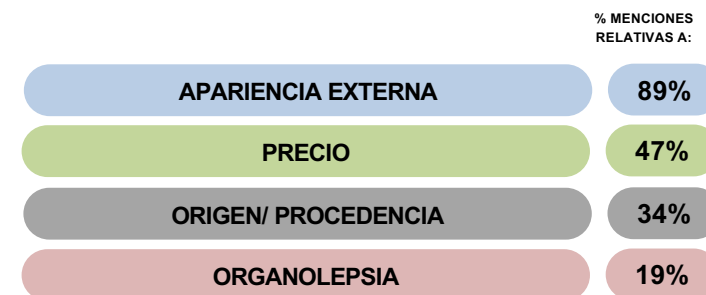 % MENCIONES
RELATIVAS A:
APARIENCIA EXTERNA 89%
PRECIO 47%
ORIGEN/ PROCEDENCIA 34%
ORGANOLEPSIA 19%